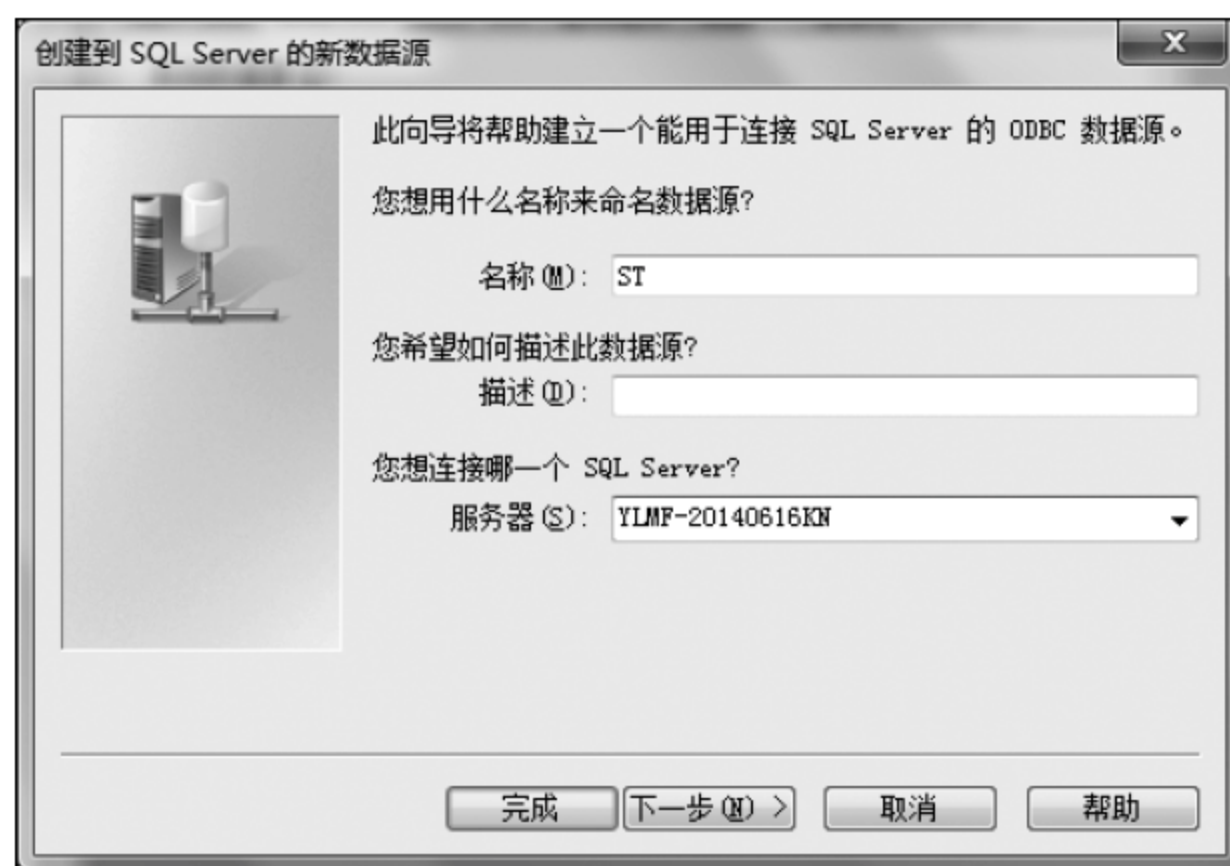 创建到 SQL Server 的新数据源
此向导将帮助建立一个能用于连接 SQL Server 的 ODBC 数据源。
您想用什么名称来命名数据源?
名称(M): ST
您希望如何描述此数据源?
描述(D):
您想连接哪一个 SQL Server?
服务器(S): YLMF-20140616KN
完成 下一步(N) > 取消 帮助